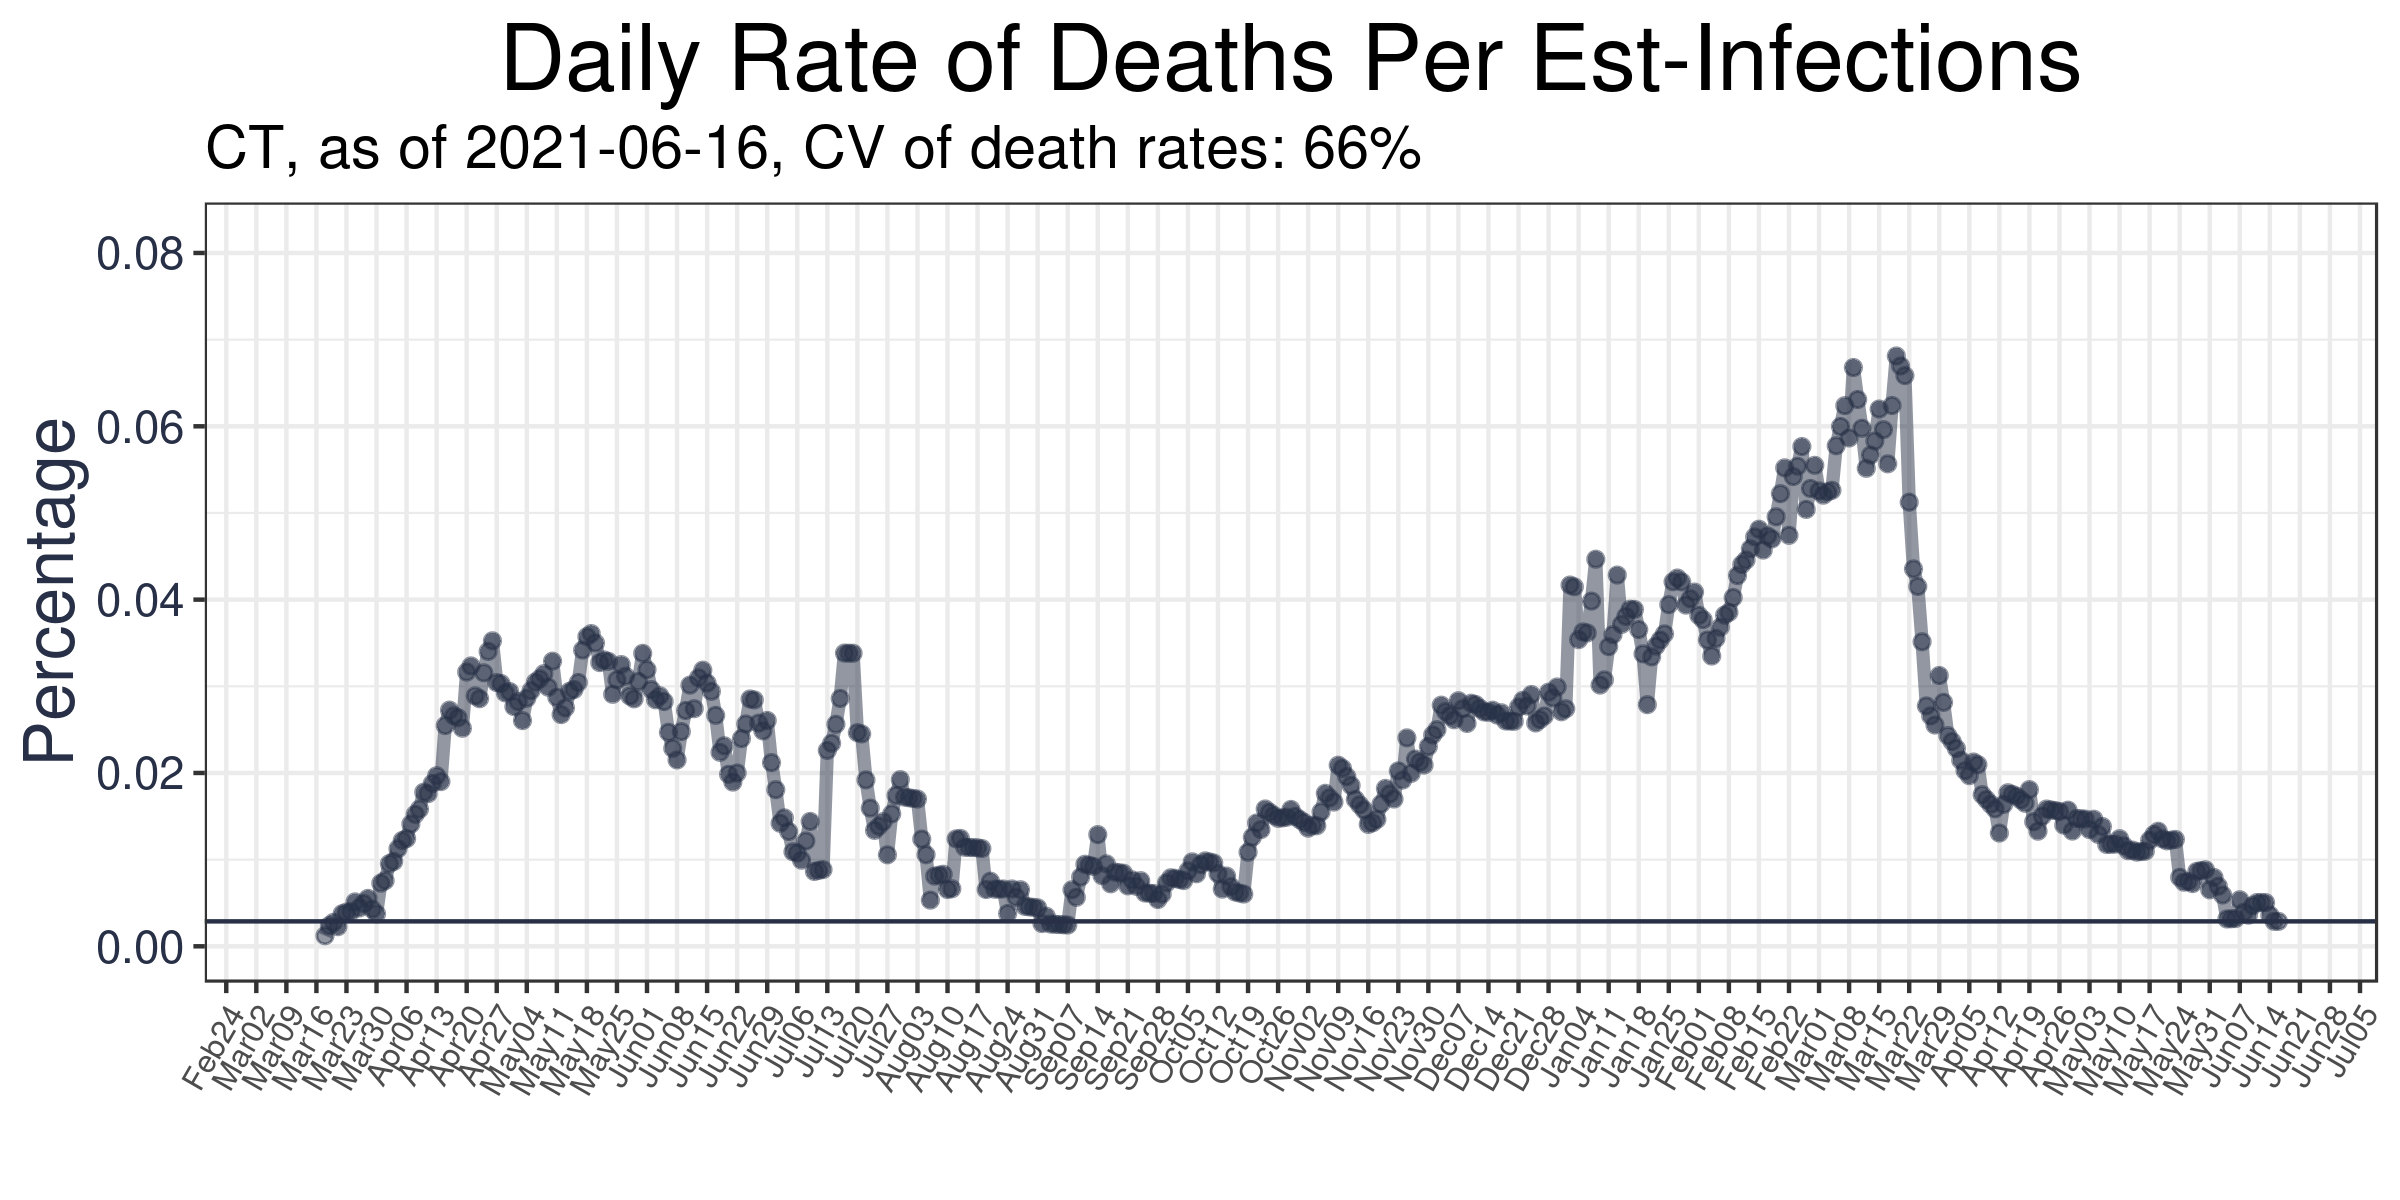 Daily Rate of Deaths Per Est-Infections
CT, as of 2021-06-16, CV of death rates: 66%
Percentage
0.08
0.06
0.04
0.02
0.00
Feb24
Mar02
Mar09
Mar16
Mar23
Mar30
Apr06
Apr13
Apr20
Apr27
May04
May11
May18
May25
Jun01
Jun08
Jun15
Jun22
Jun29
Jul06
Jul13
Jul20
Jul27
Aug03
Aug10
Aug17
Aug24
Aug31
Sep07
Sep14
Sep21
Sep28
Oct05
Oct12
Oct19
Oct26
Nov02
Nov09
Nov16
Nov23
Nov30
Dec07
Dec14
Dec21
Dec28
Jan04
Jan11
Jan18
Jan25
Feb01
Feb08
Feb15
Feb22
Mar01
Mar08
Mar15
Mar22
Mar29
Apr05
Apr12
Apr19
Apr26
May03
May10
May17
May24
May31
Jun07
Jun14
Jun21
Jun28
Jul05